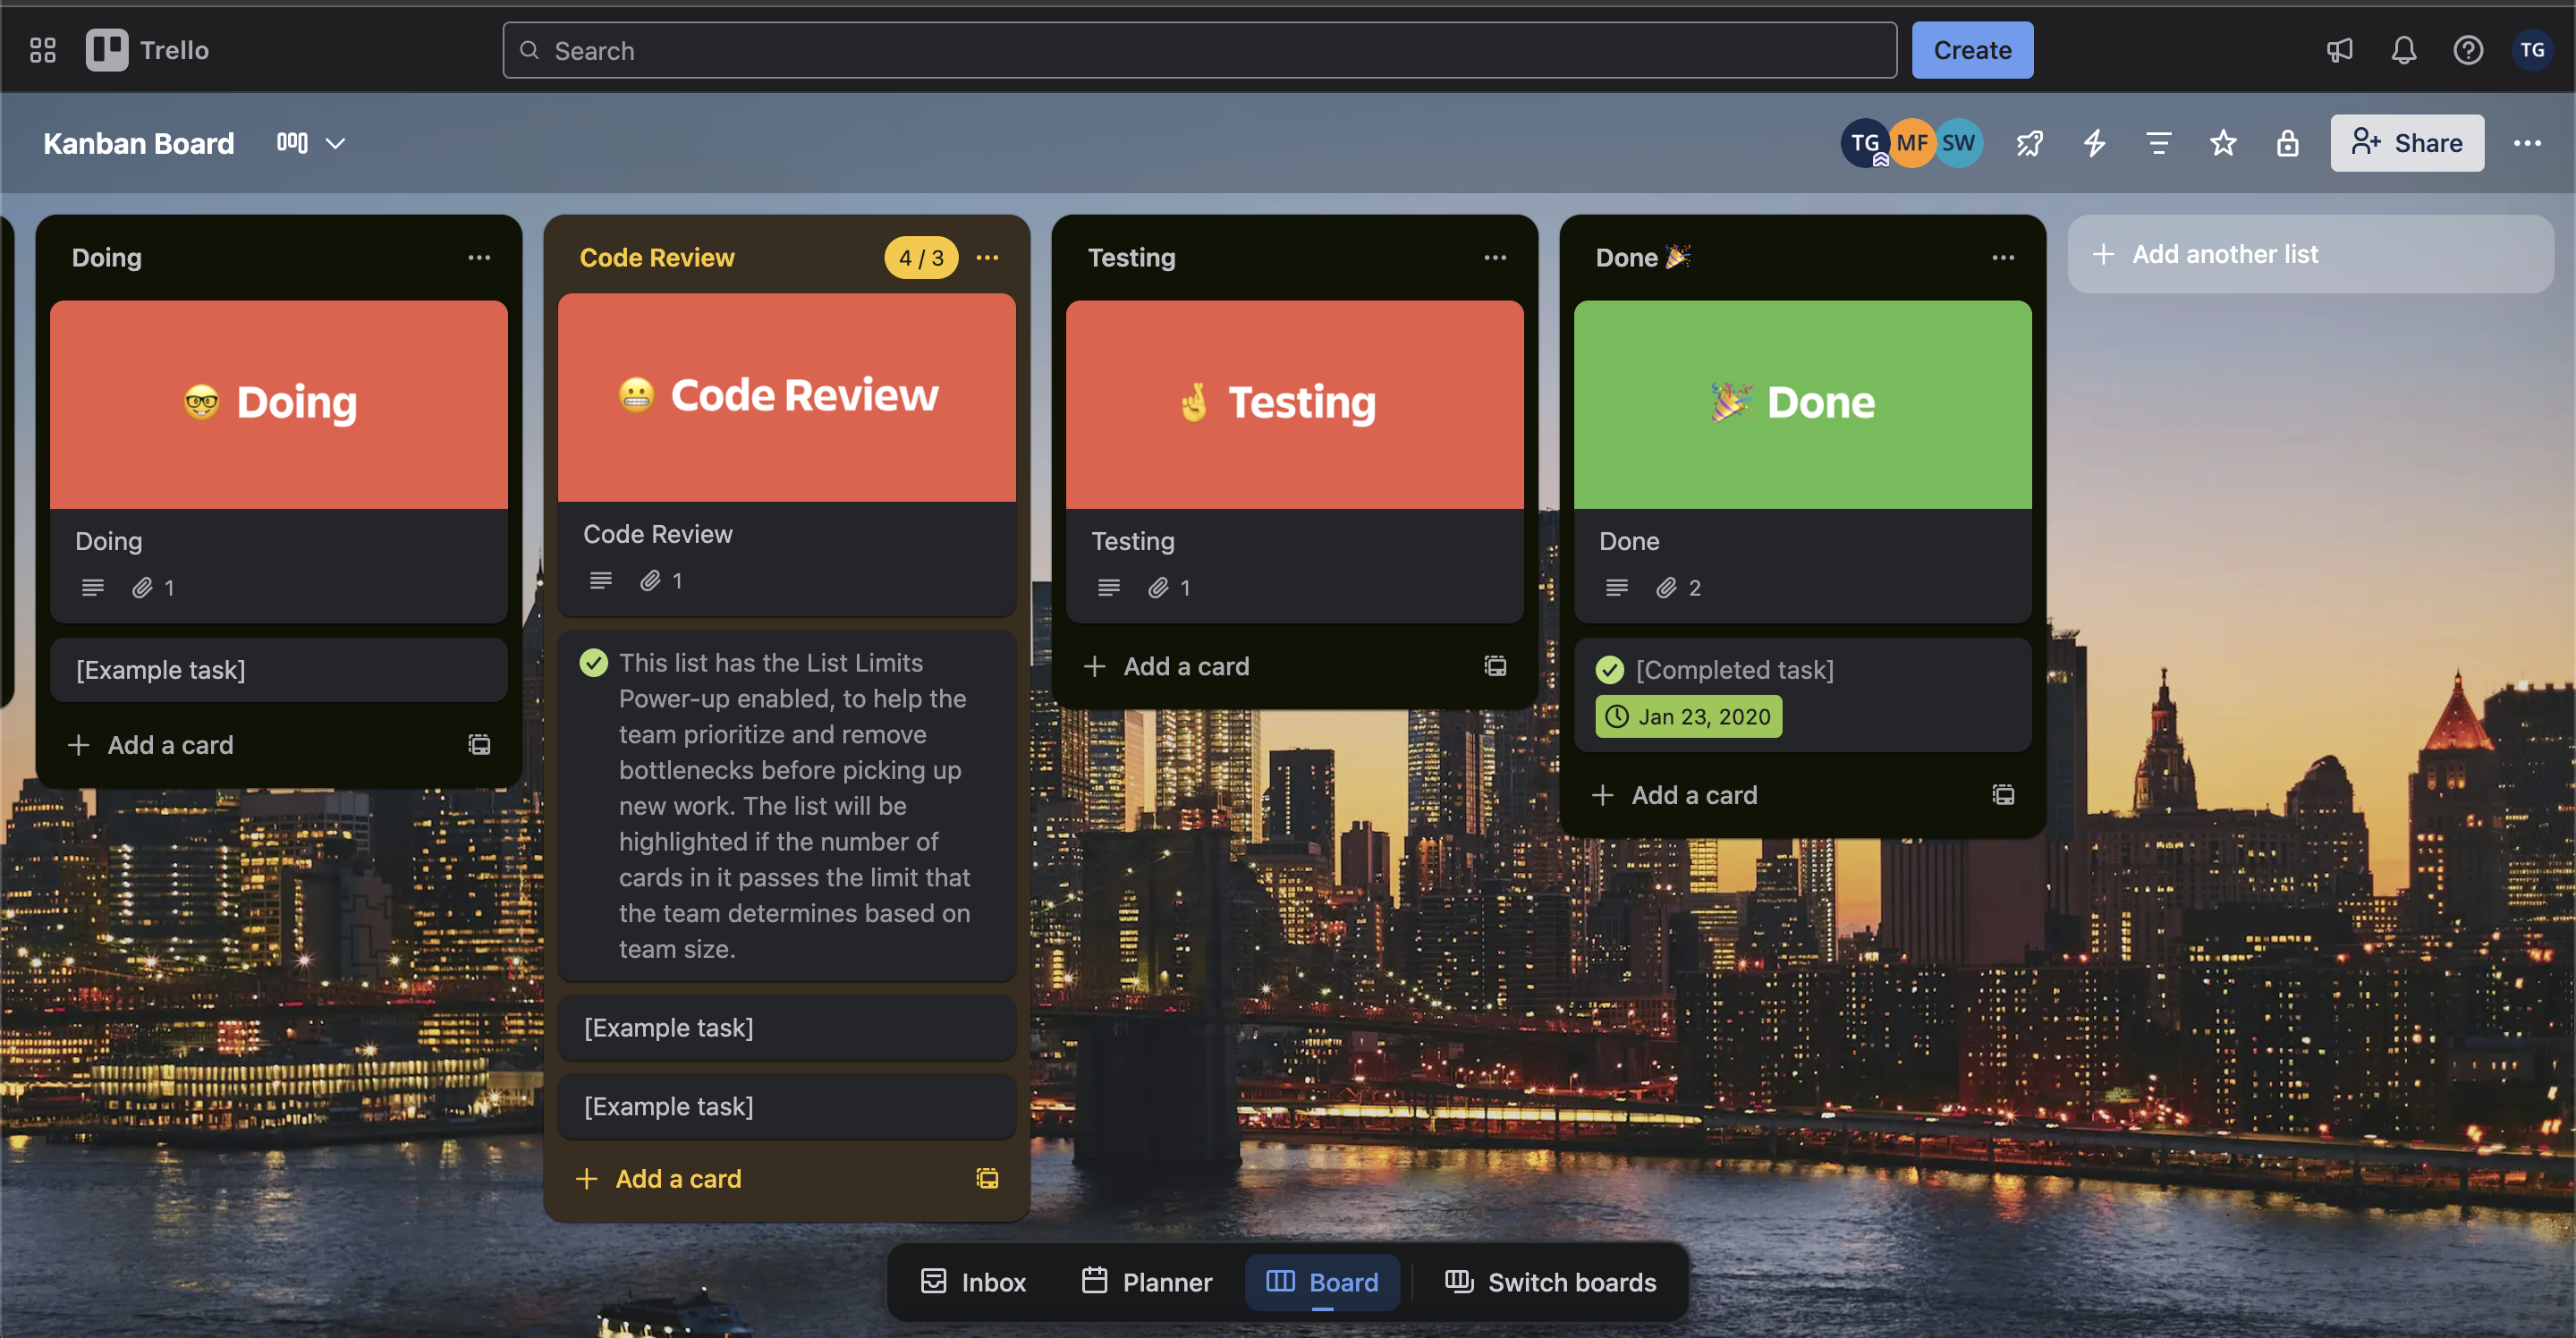 Trello
Search
Create
TG
Kanban Board
TG
MF
SW
Share
Doing
Doing
Doing
1
[Example task]
Add a card
Code Review
4 / 3
Code Review
Code Review
1
This list has the List Limits
Power-up enabled, to help the
team prioritize and remove
bottlenecks before picking up
new work. The list will be
highlighted if the number of
cards in it passes the limit that
the team determines based on
team size.
[Example task]
[Example task]
Add a card
Testing
Testing
Testing
1
Add a card
Done
Done
Done
2
[Completed task]
Jan 23, 2020
Add a card
Add another list
Inbox
Planner
Board
Switch boards